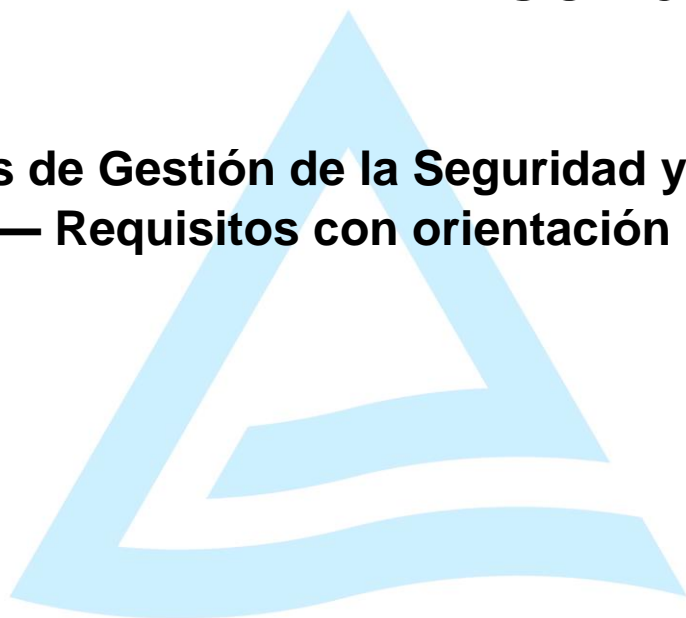 s de Gestión de la Seguridad y
— Requisitos con orientación